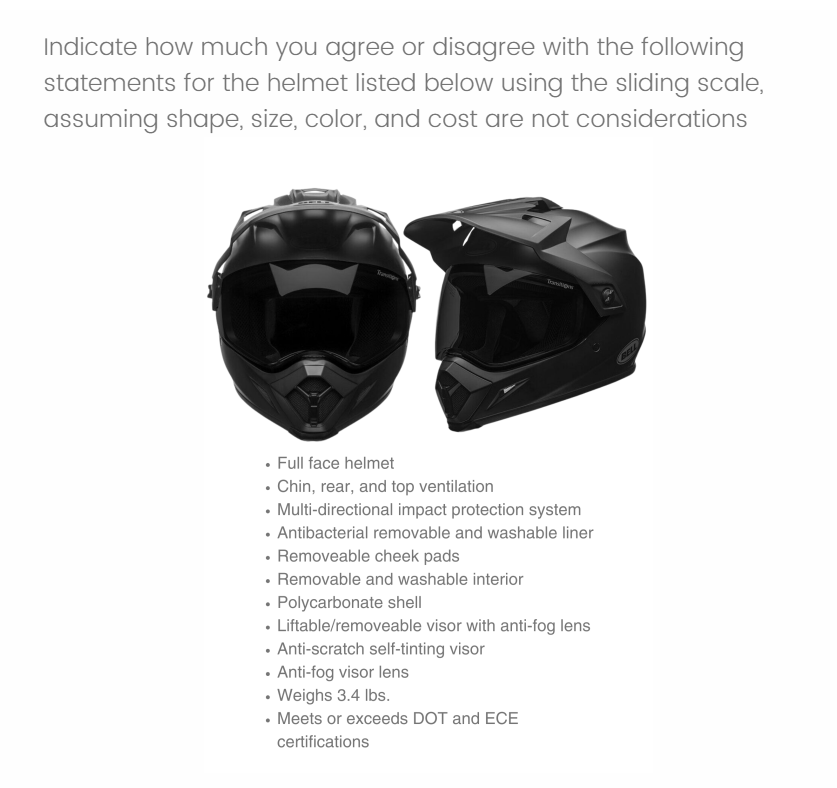 Indicate how much you agree or disagree with the following
statements for the helmet listed below using the sliding scale,
assuming shape, size, color, and cost are not considerations
BELL
Transitions
Transitions
BELL
• Full face helmet
• Chin, rear, and top ventilation
• Multi-directional impact protection system
• Antibacterial removable and washable liner
• Removeable cheek pads
• Removable and washable interior
• Polycarbonate shell
• Liftable/removeable visor with anti-fog lens
• Anti-scratch self-tinting visor
• Anti-fog visor lens
• Weighs 3.4 lbs.
• Meets or exceeds DOT and ECE
certifications